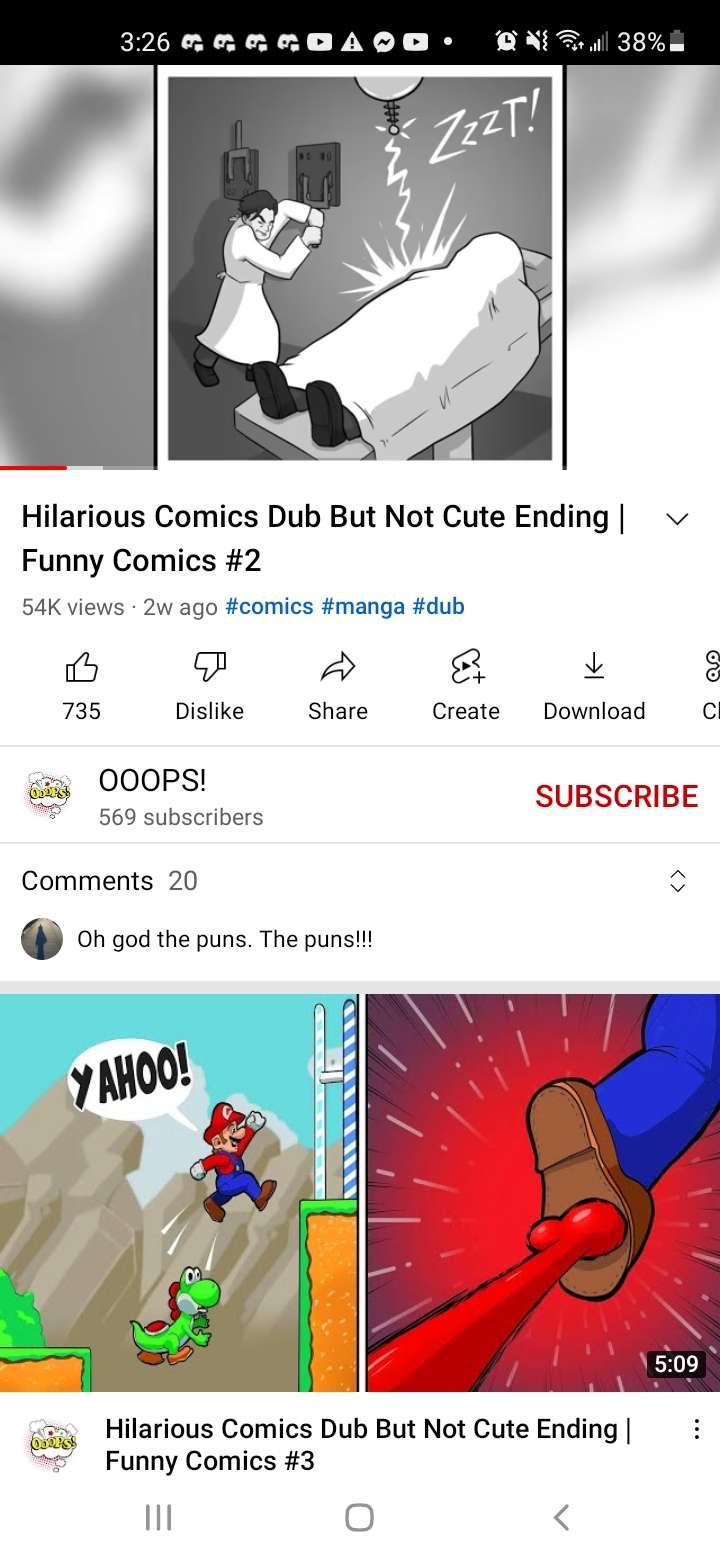 3:26 38%
ZZZT!
Hilarious Comics Dub But Not Cute Ending |
Funny Comics #2
54K views · 2w ago #comics #manga #dub
735 Dislike Share Create Download Cl
OOOPS!
OOOPS!
569 subscribers
SUBSCRIBE
Comments 20
Oh god the puns. The puns!!!
YAHOO!
5:09
OOOPS!
Hilarious Comics Dub But Not Cute Ending |
Funny Comics #3